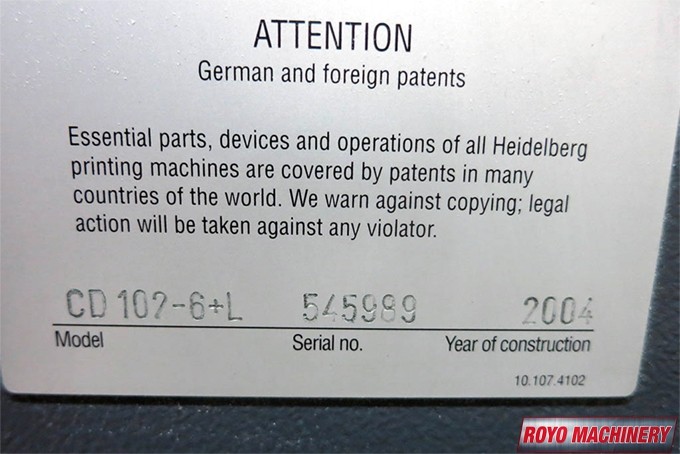 ATTENTION
German and foreign patents
Essential parts, devices and operations of all Heidelberg
printing machines are covered by patents in many
countries of the world. We warn against copying; legal
action will be taken against any violator.
CD 102-6+L 545989 2004
Model Serial no. Year of construction
10.107.4102
ROYO MACHINERY